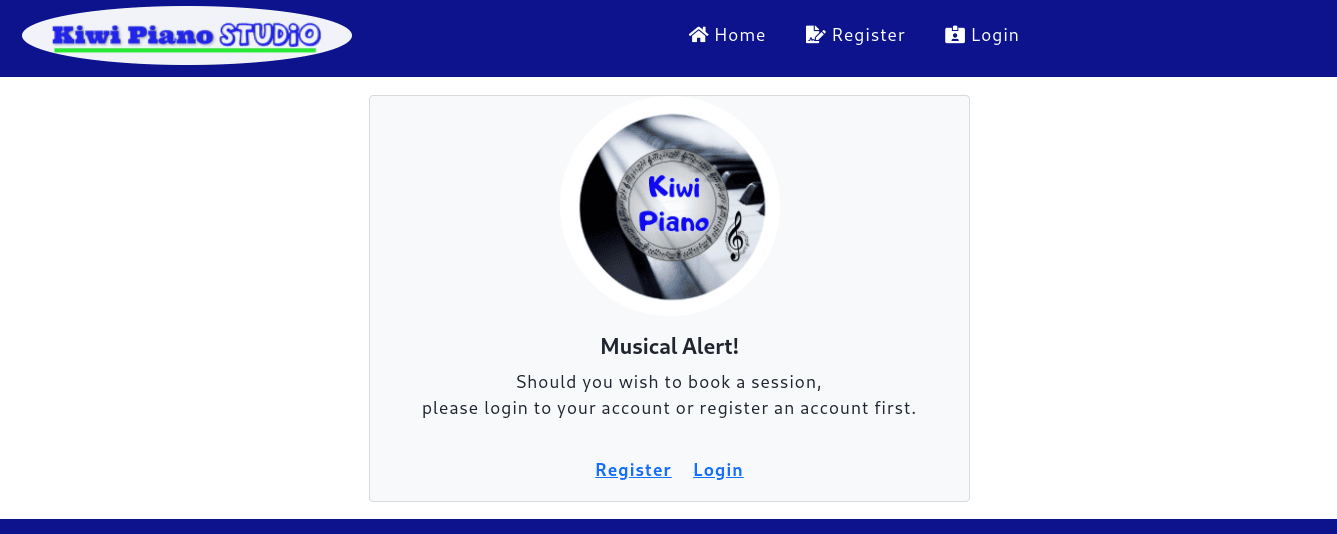 Kiwi Piano STUDiO
Home
Register
Login
Kiwi
Piano
Musical Alert!
Should you wish to book a session,
please login to your account or register an account first.
Register
Login